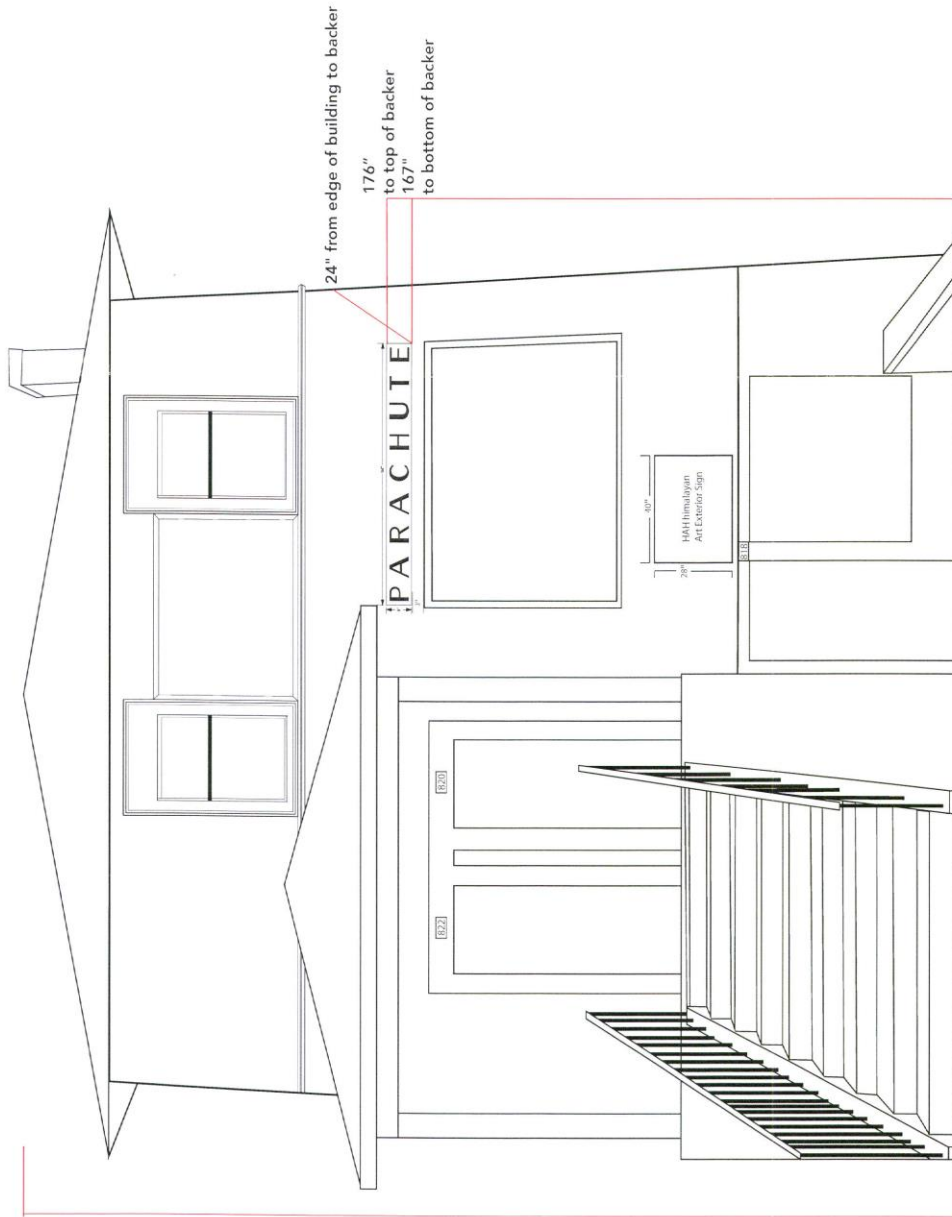 24" from edge of building to backer
176"
to top of backer
167"
to bottom of backer
PARACHUTE
40"
28"
HAH himalayan
Art Exterior Sign
818
820
822